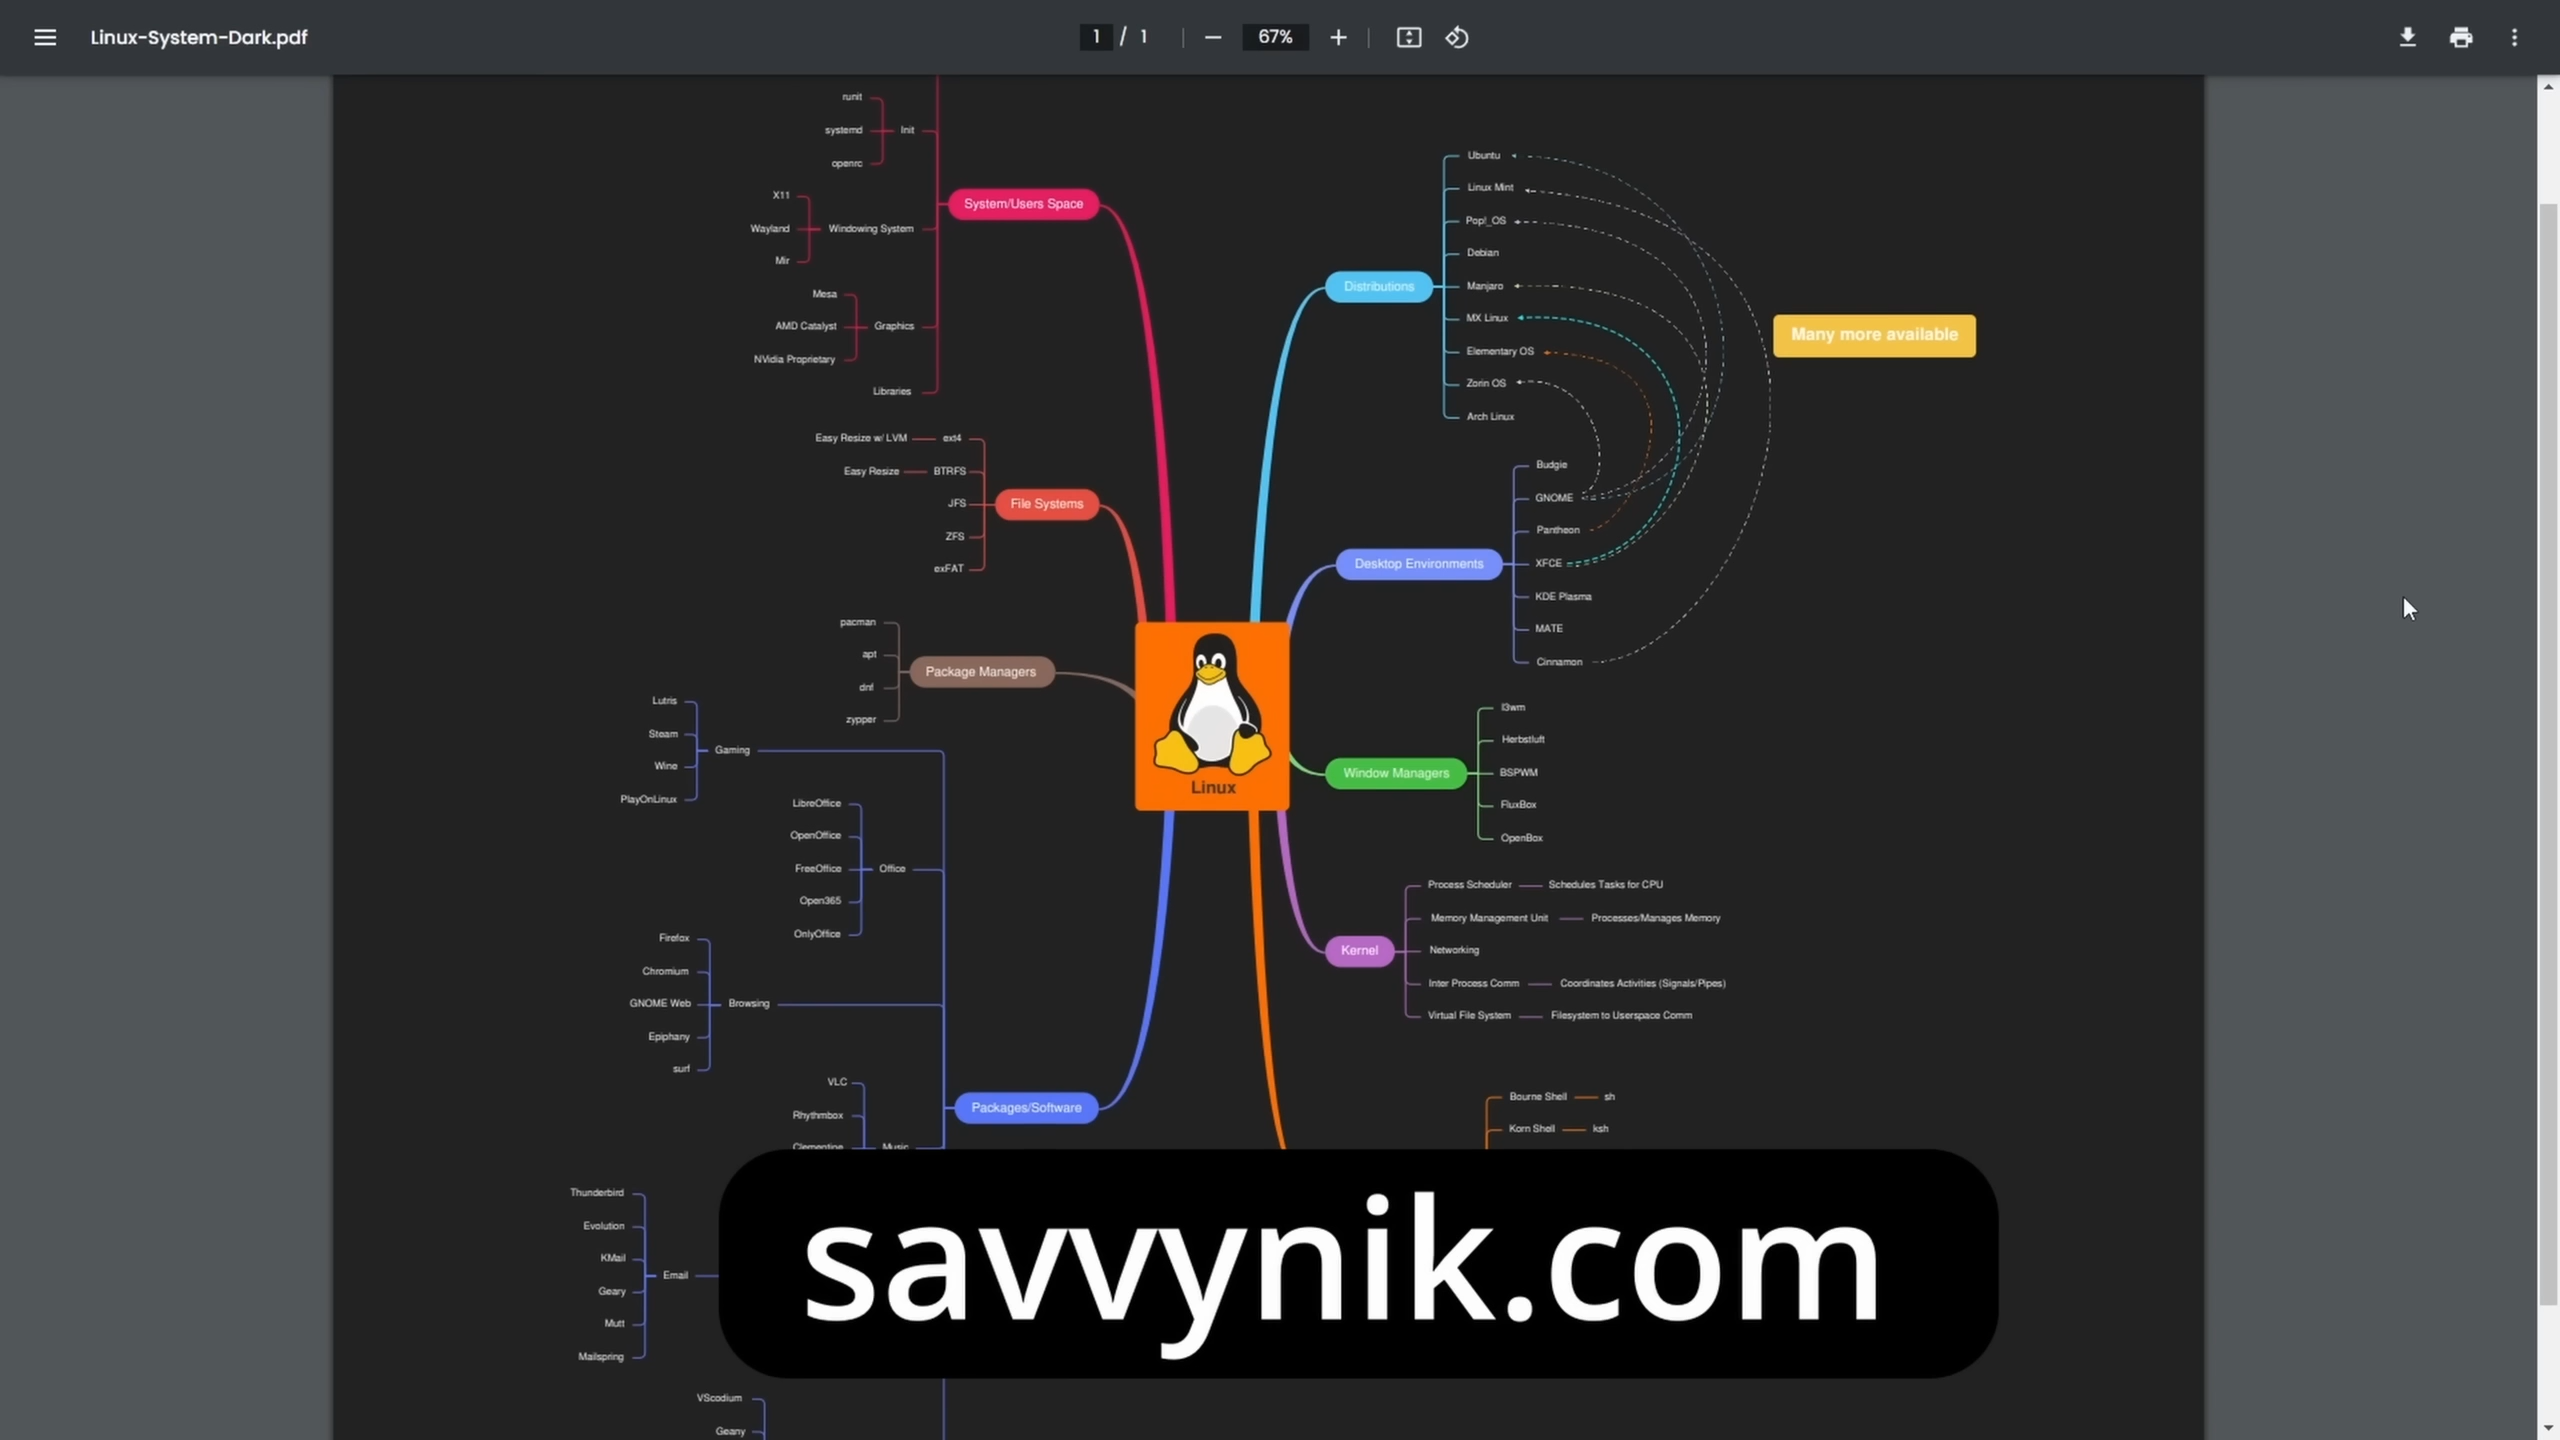 Linux-System-Dark.pdf
1 / 1
67%
runit
systemd
openrc
Init
X11
Wayland
Mir
Windowing System
Mesa
AMD Catalyst
NVidia Proprietary
Graphics
Libraries
System/Users Space
Easy Resize w/ LVM
ext4
Easy Resize
BTRFS
JFS
ZFS
exFAT
File Systems
pacman
apt
dnf
zypper
Package Managers
Lutris
Steam
Wine
PlayOnLinux
Gaming
LibreOffice
OpenOffice
FreeOffice
Open365
OnlyOffice
Office
Firefox
Chromium
GNOME Web
Epiphany
surf
Browsing
VLC
Rhythmbox
Clementine
Music
Packages/Software
Thunderbird
Evolution
KMail
Geary
Mutt
Mailspring
Email
VScodium
Geany
Linux
Distributions
Ubuntu
Linux Mint
Pop!_OS
Debian
Manjaro
MX Linux
Elementary OS
Zorin OS
Arch Linux
Many more available
Desktop Environments
Budgie
GNOME
Pantheon
XFCE
KDE Plasma
MATE
Cinnamon
Window Managers
I3wm
Herbstluft
BSPWM
FluxBox
OpenBox
Kernel
Process Scheduler
Schedules Tasks for CPU
Memory Management Unit
Processes/Manages Memory
Networking
Inter Process Comm
Coordinates Activities (Signals/Pipes)
Virtual File System
Filesystem to Userspace Comm
Bourne Shell
sh
Korn Shell
ksh
savvynik.com